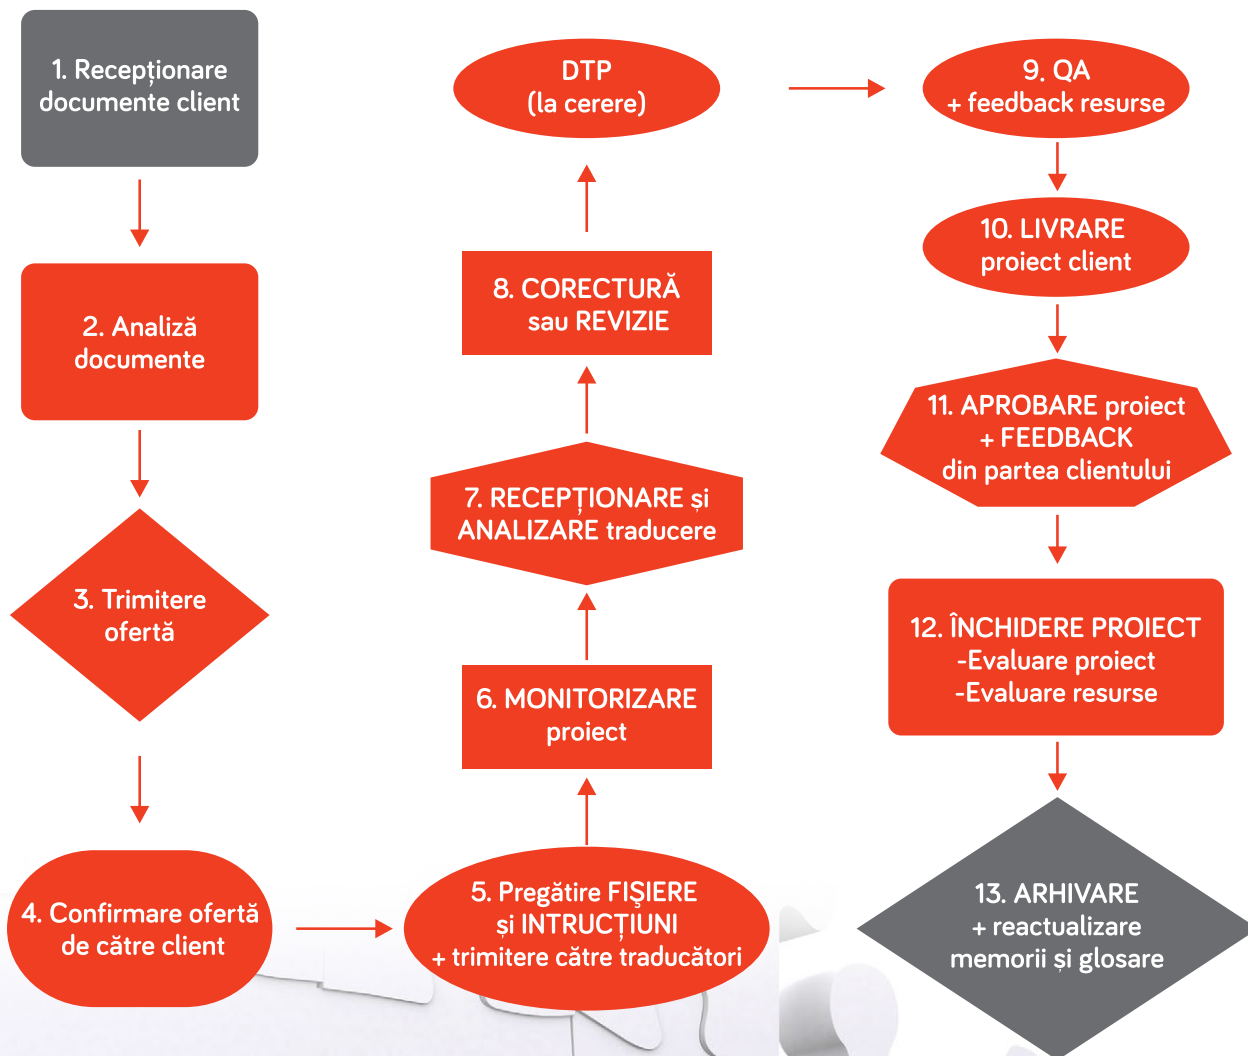 1. Recepționare
documente client
2. Analiză
documente
3. Trimitere
ofertă
4. Confirmare ofertă
de către client
5. Pregătire FIŞIERE
și INTRUCȚIUNI
+ trimitere către traducători
6. MONITORIZARE
proiect
7. RECEPȚIONARE și
ANALIZARE traducere
8. CORECTURĂ
sau REVIZIE
DTP
(la cerere)
9. QA
+ feedback resurse
10. LIVRARE
proiect client
11. APROBARE proiect
+ FEEDBACK
din partea clientului
12. ÎNCHIDERE PROIECT
-Evaluare proiect
-Evaluare resurse
13. ARHIVARE
+ reactualizare
memorii și glosare